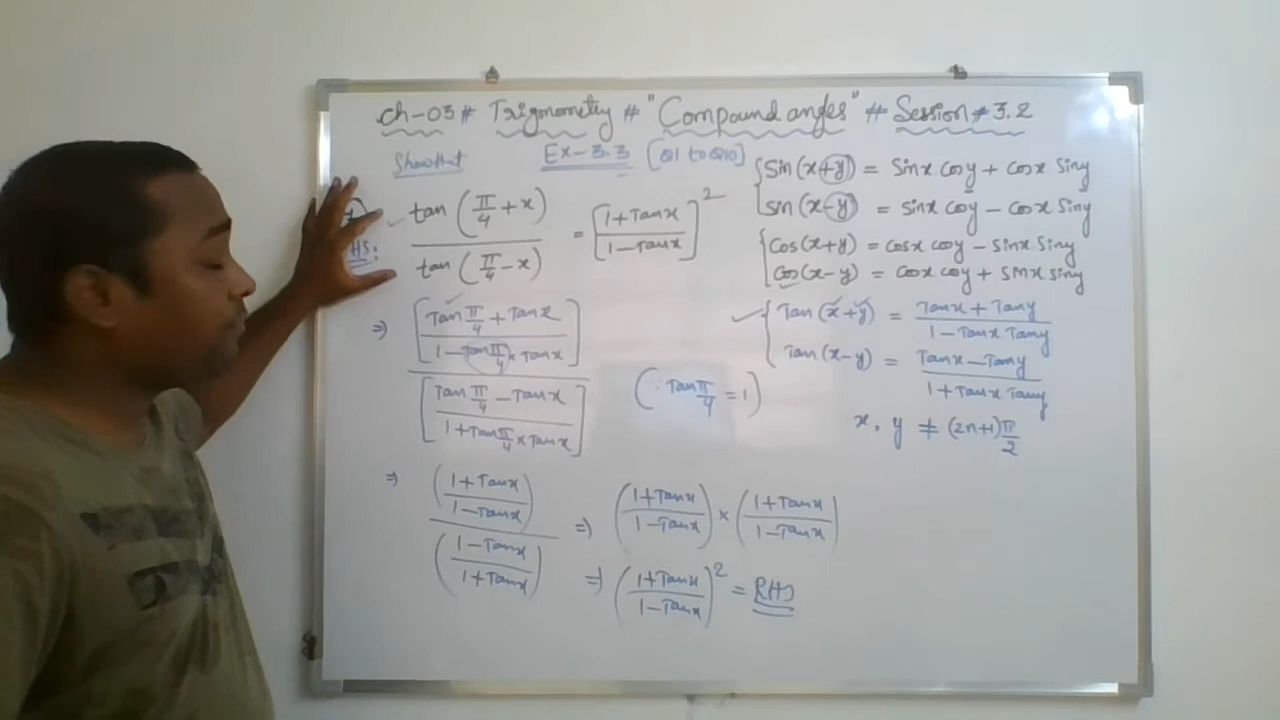 Ch-03 # Trigonometry # "Compound angles" # Session # 3.2
Show that Ex-3.3 [Q1 to Q10]
tan (π/4 + x) / tan (π/4 - x) = [1+Tanx / 1-Tanx]²
HS:
⇒ [Tan π/4 + Tanx / 1 - Tan π/4 × Tanx] / [Tan π/4 - Tanx / 1 + Tan π/4 × Tanx]
(∵ Tan π/4 = 1)
⇒ (1+Tanx / 1-Tanx) / (1-Tanx / 1+Tanx) ⇒ (1+Tanx / 1-Tanx) × (1+Tanx / 1-Tanx)
⇒ (1+Tanx / 1-Tanx)² = RHS
Sin (x+y) = Sinx Cosy + Cosx Siny
Sin (x-y) = Sinx Cosy - Cosx Siny
Cos (x+y) = Cosx Cosy - Sinx Siny
Cos (x-y) = Cosx Cosy + Sinx Siny
Tan (x+y) = Tanx + Tany / 1 - Tanx Tany
Tan (x-y) = Tanx - Tany / 1 + Tanx Tany
x, y ≠ (2n+1) π/2